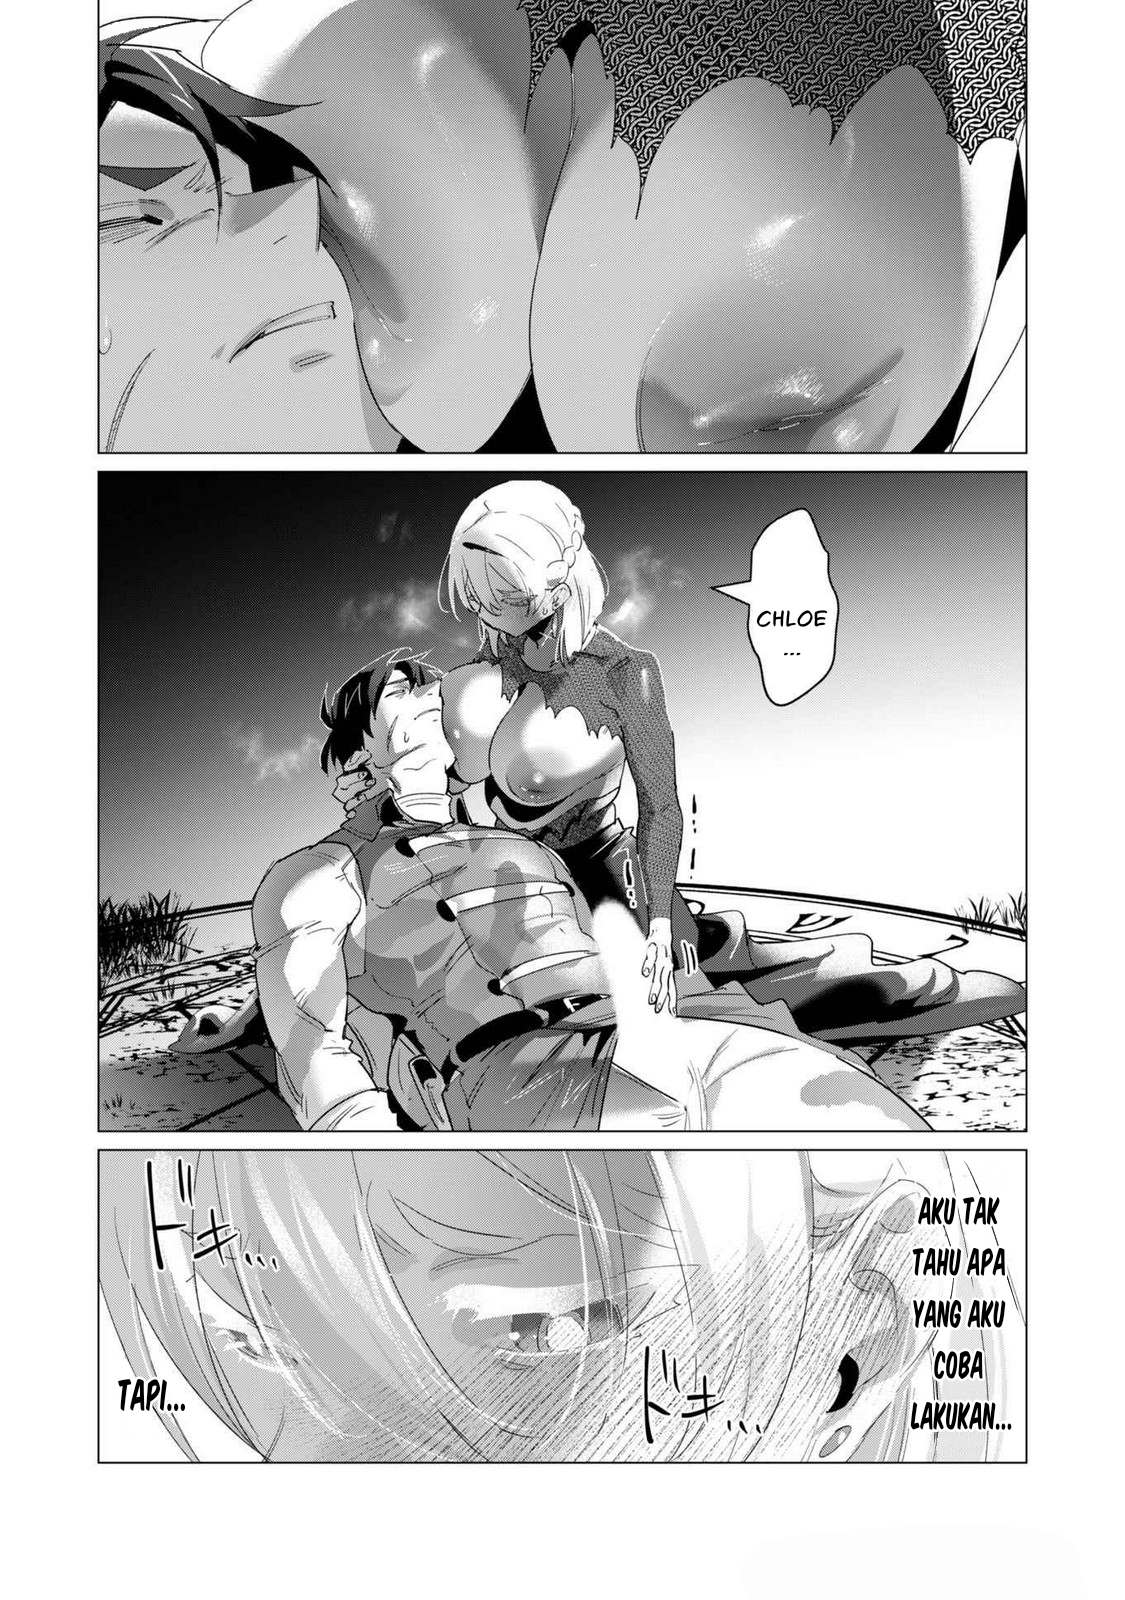 CHLOE
...
ドキ...
AKU TAK
TAHU APA
YANG AKU
COBA
LAKUKAN...
ドキ...
TAPI...